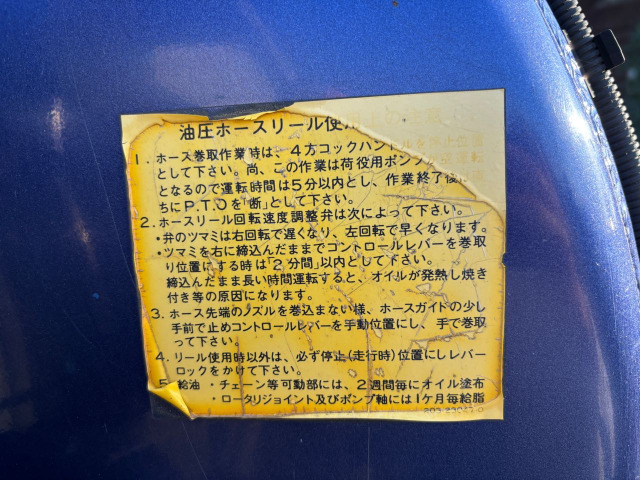 油圧ホースリール使
1. ホース巻取作業時は、4方コックハンドルを
として下さい。尚、この作業は荷役用ポンプ
となるので運転時間は5分以内とし、作業終了後
ちにP.T.Oを“断”として下さい。
2. ホースリール回転速度調整弁は次によって下さい。
・弁のツマミは右回転で遅くなり、左回転で早くなります。
・ツマミを右に締込んだままでコントロールレバーを巻取
り位置にする時は「2分間」以内として下さい。
締込んだまま長い時間運転すると、オイルが発熱し焼き
付き等の原因になります。
3. ホース先端のノズルを巻込まない様、ホースガイドの少し
手前で止めコントロールレバーを手動位置にし、手で巻取
って下さい。
4. リール使用時以外は、必ず停止(走行時)位置にしレバー
ロックをかけて下さい。
5. 給油・チェーン等可動部には、2週間毎にオイル塗布
・ロータリジョイント及びポンプ軸には1ケ月毎給脂